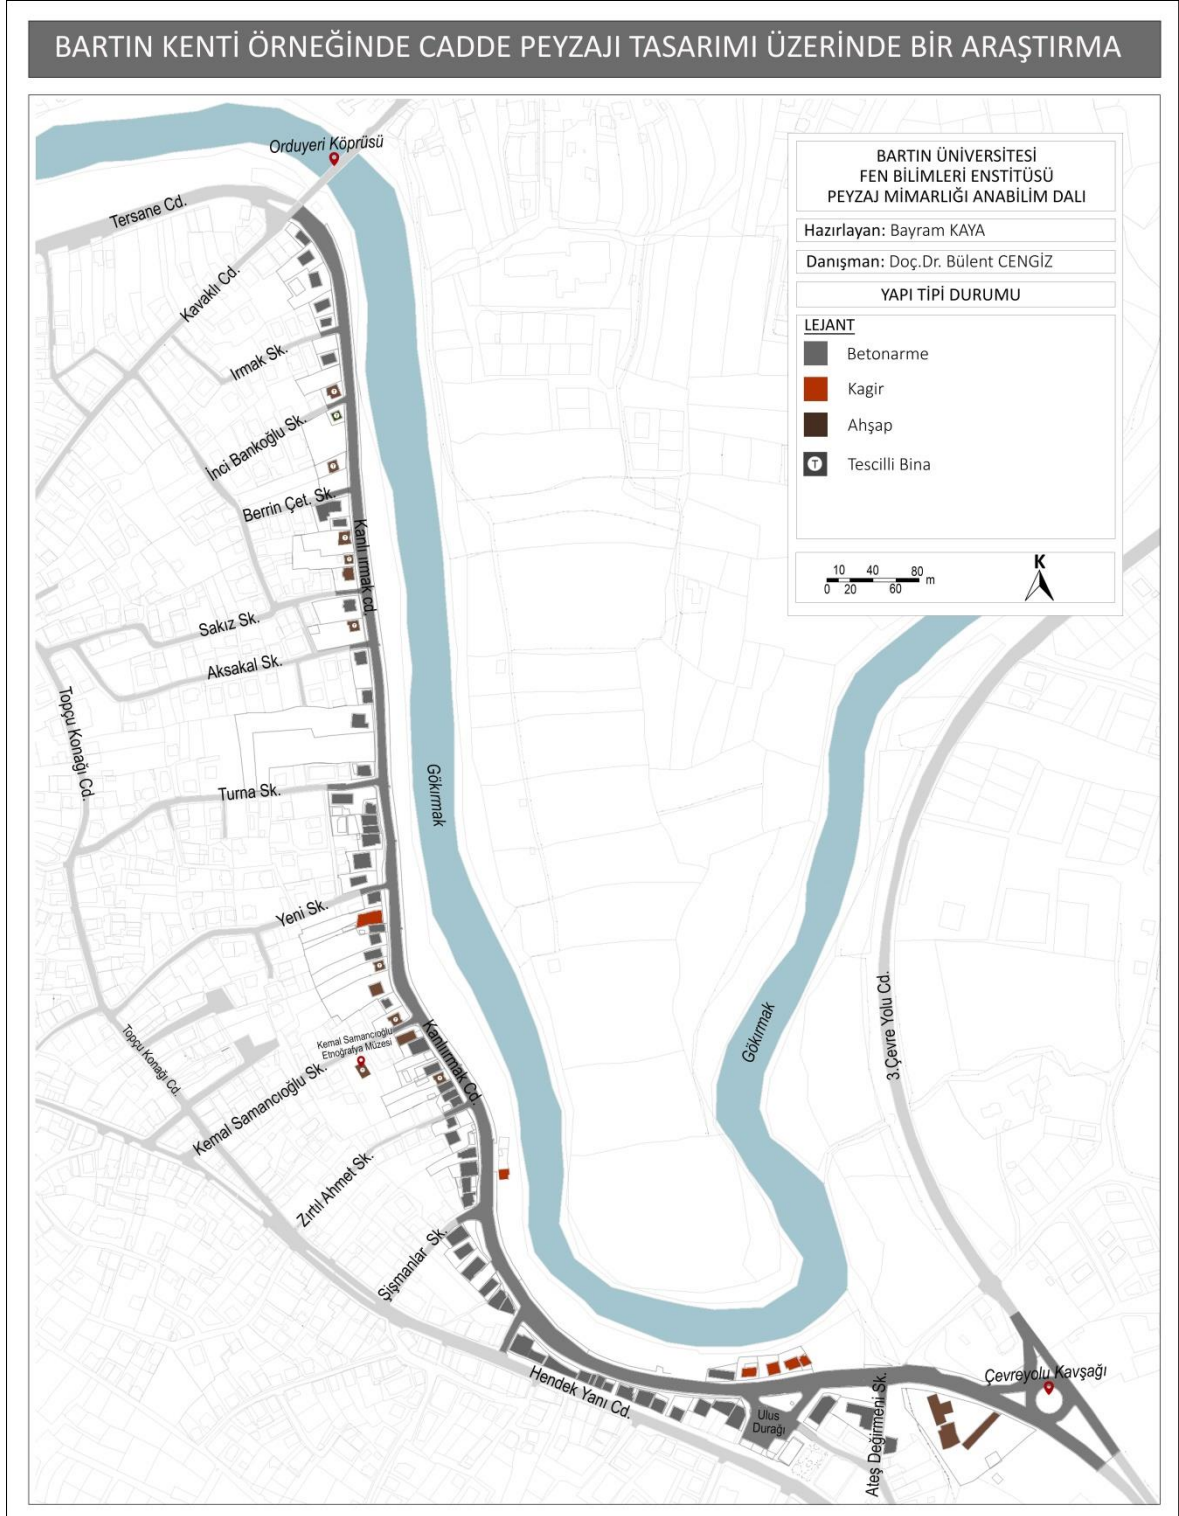 BARTIN KENTİ ÖRNEĞİNDE CADDE PEYZAJI TASARIMI ÜZERİNDE BİR ARAŞTIRMA
BARTIN ÜNİVERSİTESİ
FEN BİLİMLERİ ENSTİTÜSÜ
PEYZAJ MİMARLIĞI ANABİLİM DALI
Hazırlayan: Bayram KAYA
Danışman: Doç.Dr. Bülent CENGİZ
YAPI TİPİ DURUMU
LEJANT
Betonarme
Kagir
Ahşap
T Tescilli Bina
10 40 80
0 20 60 m
K
Orduyeri Köprüsü
Tersane Cd.
Kavaklı Cd.
Irmak Sk.
İnci Bankoğlu Sk.
Berrin Çet. Sk.
Kanlı ırmak cd.
Sakız Sk.
Aksakal Sk.
Topçu Konağı Cd.
Turna Sk.
Gökırmak
Yeni Sk.
Topçu Konağı Cd.
Kemal Samancıoğlu
Etnoğrafya Müzesi
Kanlıırmak Cd.
Kemal Samancıoğlu Sk.
Gökırmak
3.Çevre Yolu Cd.
Zırtıl Ahmet Sk.
Şişmanlar Sk.
Hendek Yanı Cd.
Ulus
Durağı
Ateş Değirmeni Sk.
Çevreyolu Kavşağı